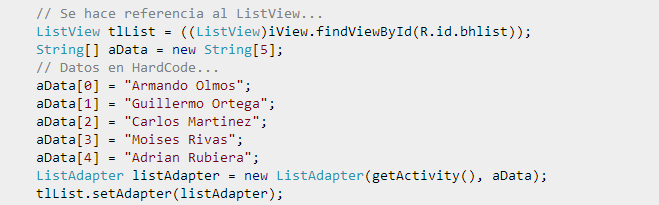 // Se hace referencia al ListView...
ListView tlList = ((ListView)iView.findViewById(R.id.bhlist));
String[] aData = new String[5];
// Datos en HardCode...
aData[0] = "Armando Olmos";
aData[1] = "Guillermo Ortega";
aData[2] = "Carlos Martinez";
aData[3] = "Moises Rivas";
aData[4] = "Adrian Rubiera";
ListAdapter listAdapter = new ListAdapter(getActivity(), aData);
tlList.setAdapter(listAdapter);